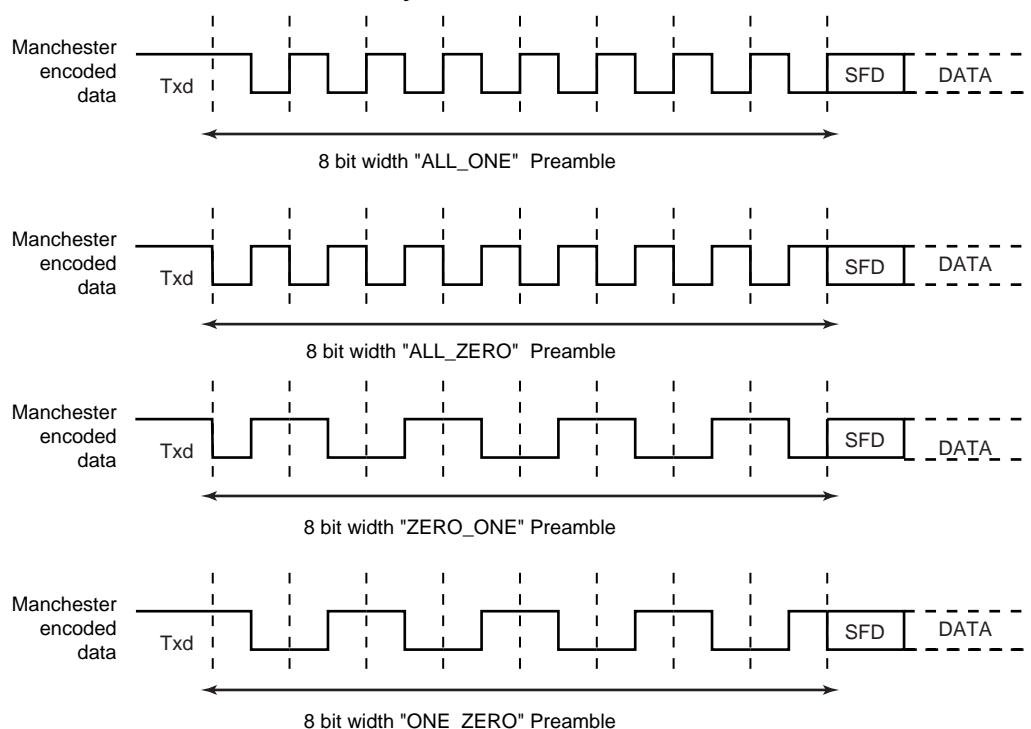 Manchester
encoded
data
Txd
SFD
DATA
8 bit width "ALL_ONE" Preamble
Manchester
encoded
data
Txd
SFD
DATA
8 bit width "ALL_ZERO" Preamble
Manchester
encoded
data
Txd
SFD
DATA
8 bit width "ZERO_ONE" Preamble
Manchester
encoded
data
Txd
SFD
DATA
8 bit width "ONE_ZERO" Preamble